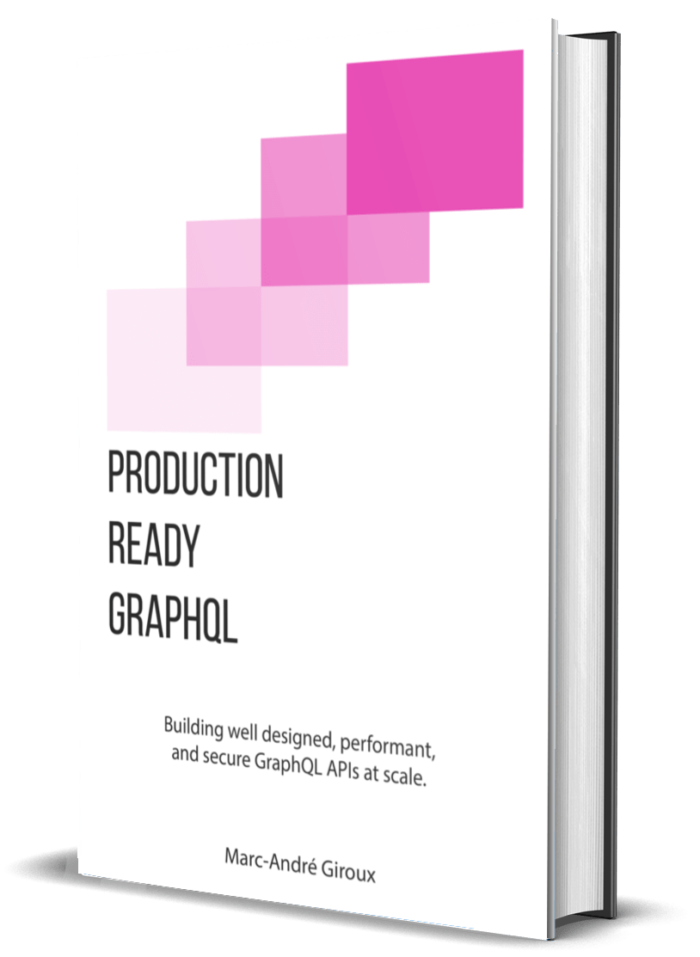 PRODUCTION
READY
GRAPHQL
Building well designed, performant,
and secure GraphQL APIs at scale.
Marc-André Giroux